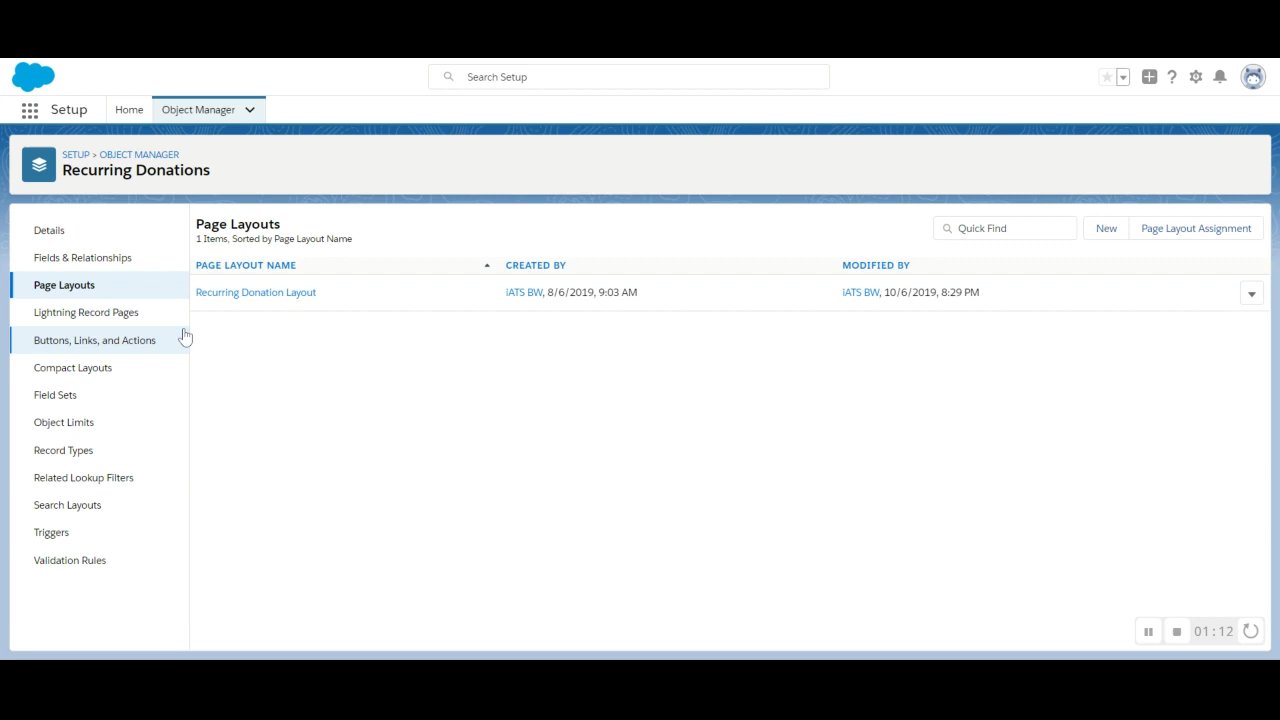 Search Setup
Setup
Home
Object Manager
SETUP > OBJECT MANAGER
Recurring Donations
Details
Fields & Relationships
Page Layouts
Lightning Record Pages
Buttons, Links, and Actions
Compact Layouts
Field Sets
Object Limits
Record Types
Related Lookup Filters
Search Layouts
Triggers
Validation Rules
Page Layouts
1 Items, Sorted by Page Layout Name
Quick Find
New
Page Layout Assignment
PAGE LAYOUT NAME CREATED BY MODIFIED BY
Recurring Donation Layout iATS BW, 8/6/2019, 9:03 AM iATS BW, 10/6/2019, 8:29 PM
01:12